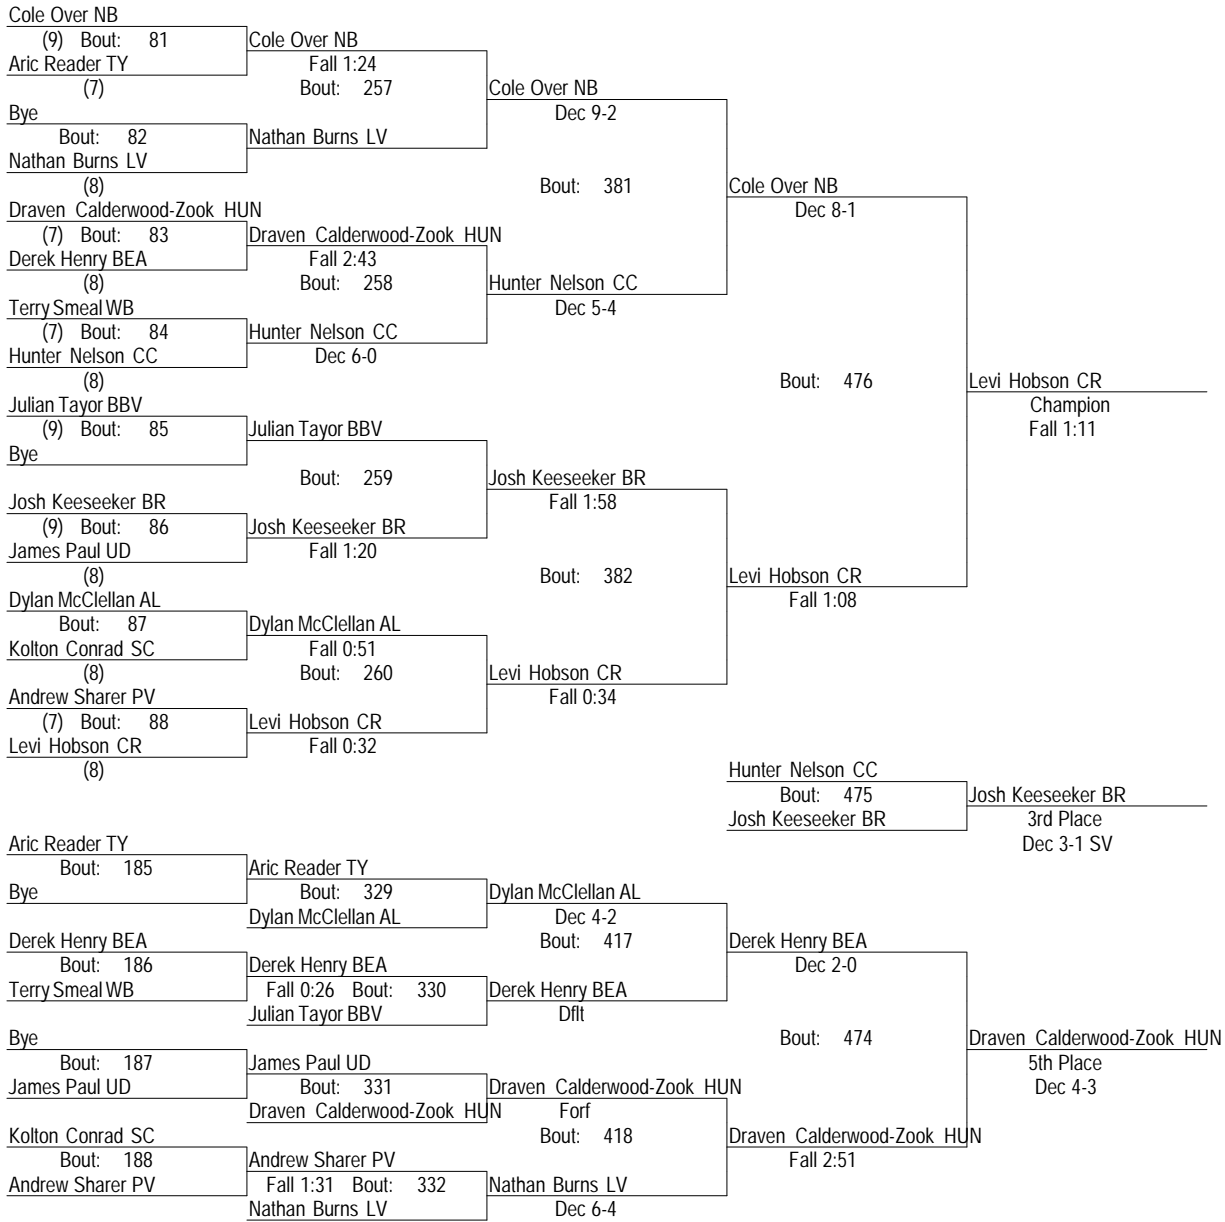 Cole Over NB
(9) Bout: 81
Cole Over NB
Aric Reader TY
Fall 1:24
(7)
Bout: 257
Cole Over NB
Bye
Dec 9-2
Bout: 82
Nathan Burns LV
Nathan Burns LV
(8)
Bout: 381
Cole Over NB
Draven Calderwood-Zook HUN
Dec 8-1
(7) Bout: 83
Draven Calderwood-Zook HUN
Derek Henry BEA
Fall 2:43
(8)
Bout: 258
Hunter Nelson CC
Terry Smeal WB
Dec 5-4
(7) Bout: 84
Hunter Nelson CC
Hunter Nelson CC
Dec 6-0
(8)
Bout: 476
Levi Hobson CR
Julian Tayor BBV
Champion
(9) Bout: 85
Julian Tayor BBV
Fall 1:11
Bye
Bout: 259
Josh Keeseeker BR
Josh Keeseeker BR
Fall 1:58
(9) Bout: 86
Josh Keeseeker BR
James Paul UD
Fall 1:20
(8)
Bout: 382
Levi Hobson CR
Dylan McClellan AL
Fall 1:08
Bout: 87
Dylan McClellan AL
Kolton Conrad SC
Fall 0:51
(8)
Bout: 260
Levi Hobson CR
Andrew Sharer PV
Fall 0:34
(7) Bout: 88
Levi Hobson CR
Levi Hobson CR
Fall 0:32
(8)
Hunter Nelson CC
Bout: 475
Josh Keeseeker BR
Josh Keeseeker BR
3rd Place
Dec 3-1 SV
Aric Reader TY
Bout: 185
Aric Reader TY
Bye
Bout: 329
Dylan McClellan AL
Dylan McClellan AL
Dec 4-2
Derek Henry BEA
Bout: 417
Derek Henry BEA
Bout: 186
Derek Henry BEA
Dec 2-0
Terry Smeal WB
Fall 0:26 Bout: 330
Derek Henry BEA
Julian Tayor BBV
Dflt
Bye
Bout: 474
Draven Calderwood-Zook HUN
Bout: 187
James Paul UD
5th Place
James Paul UD
Bout: 331
Draven Calderwood-Zook HUN
Dec 4-3
Draven Calderwood-Zook HUN
Forf
Kolton Conrad SC
Bout: 418
Draven Calderwood-Zook HUN
Bout: 188
Andrew Sharer PV
Fall 2:51
Andrew Sharer PV
Fall 1:31 Bout: 332
Nathan Burns LV
Nathan Burns LV
Dec 6-4